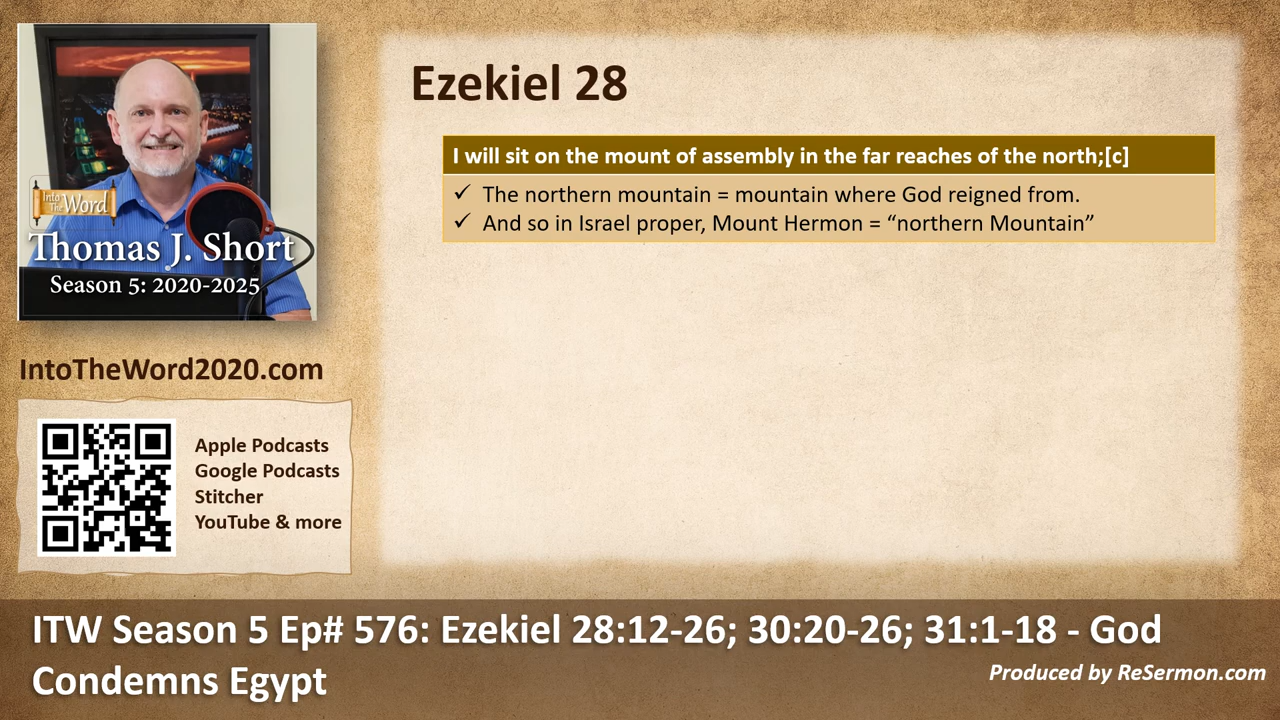 Into
The Word
Thomas J. Short
Season 5: 2020-2025
IntoTheWord2020.com
Apple Podcasts
Google Podcasts
Stitcher
YouTube & more
Ezekiel 28
I will sit on the mount of assembly in the far reaches of the north;[c]
✓ The northern mountain = mountain where God reigned from.
✓ And so in Israel proper, Mount Hermon = “northern Mountain”
ITW Season 5 Ep# 576: Ezekiel 28:12-26; 30:20-26; 31:1-18 - God
Condemns Egypt
Produced by ReSermon.com